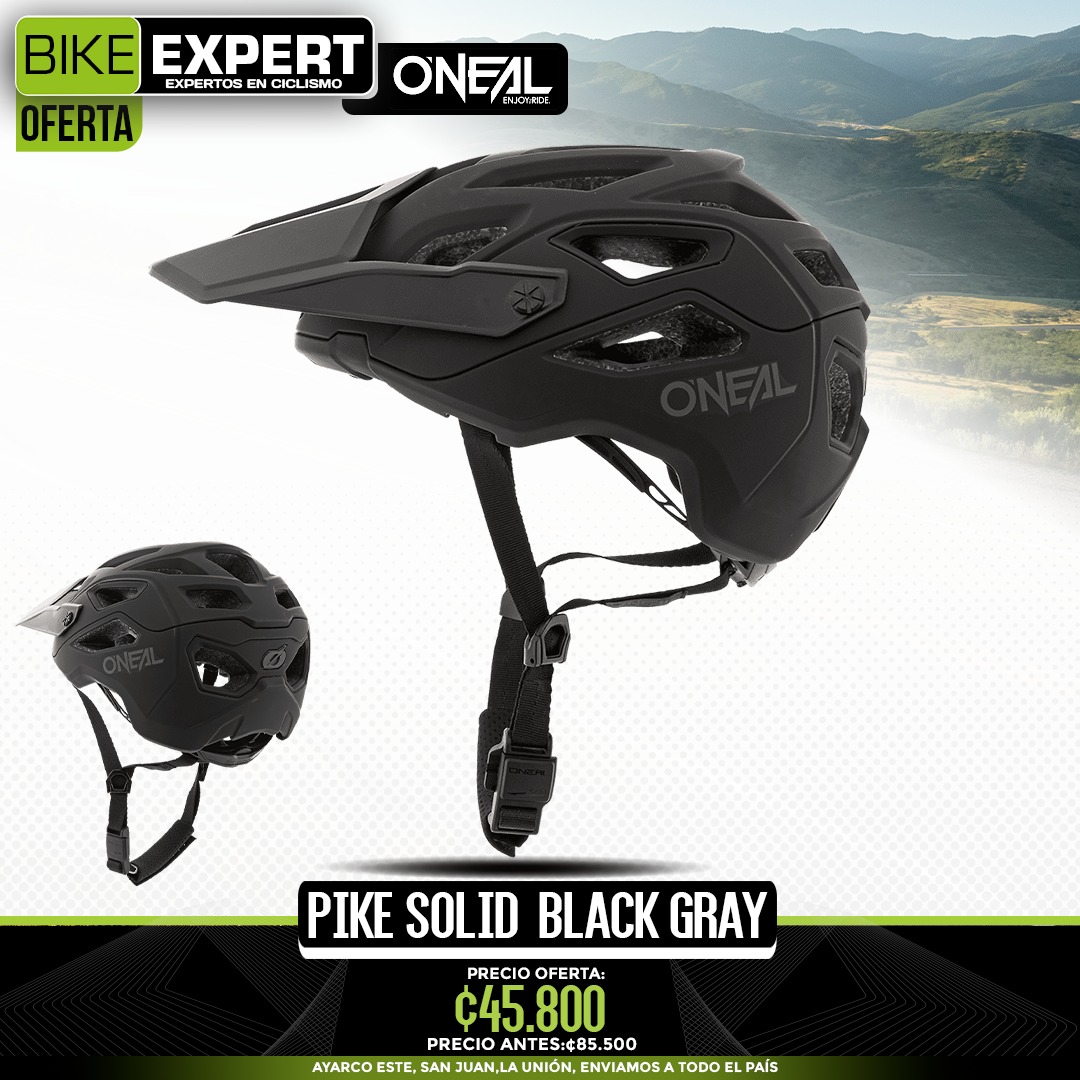 BIKE EXPERT
EXPERTOS EN CICLISMO
O'NEAL
ENJOY:RIDE.
OFERTA
O'NEAL
O'NEAL
ONEAL
PIKE SOLID BLACK GRAY
PRECIO OFERTA:
₡45.800
PRECIO ANTES:₡85.500
AYARCO ESTE, SAN JUAN,LA UNIÓN, ENVIAMOS A TODO EL PAÍS